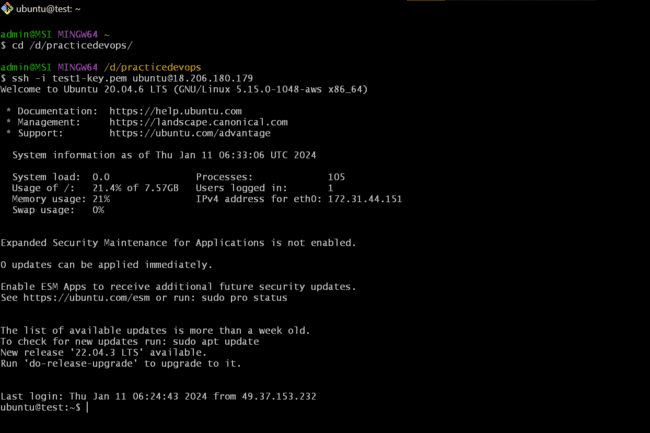 ubuntu@test: ~
admin@MSI MINGW64 ~
$ cd /d/practicedevops/
admin@MSI MINGW64 /d/practicedevops
$ ssh -i test1-key.pem ubuntu@18.206.180.179
Welcome to Ubuntu 20.04.6 LTS (GNU/Linux 5.15.0-1048-aws x86_64)
* Documentation:  https://help.ubuntu.com
* Management:     https://landscape.canonical.com
* Support:        https://ubuntu.com/advantage
System information as of Thu Jan 11 06:33:06 UTC 2024
System load:  0.0               Processes:             105
Usage of /:   21.4% of 7.57GB   Users logged in:       1
Memory usage: 21%               IPv4 address for eth0: 172.31.44.151
Swap usage:   0%
Expanded Security Maintenance for Applications is not enabled.
0 updates can be applied immediately.
Enable ESM Apps to receive additional future security updates.
See https://ubuntu.com/esm or run: sudo pro status
The list of available updates is more than a week old.
To check for new updates run: sudo apt update
New release '22.04.3 LTS' available.
Run 'do-release-upgrade' to upgrade to it.
Last login: Thu Jan 11 06:24:43 2024 from 49.37.153.232
ubuntu@test:~$